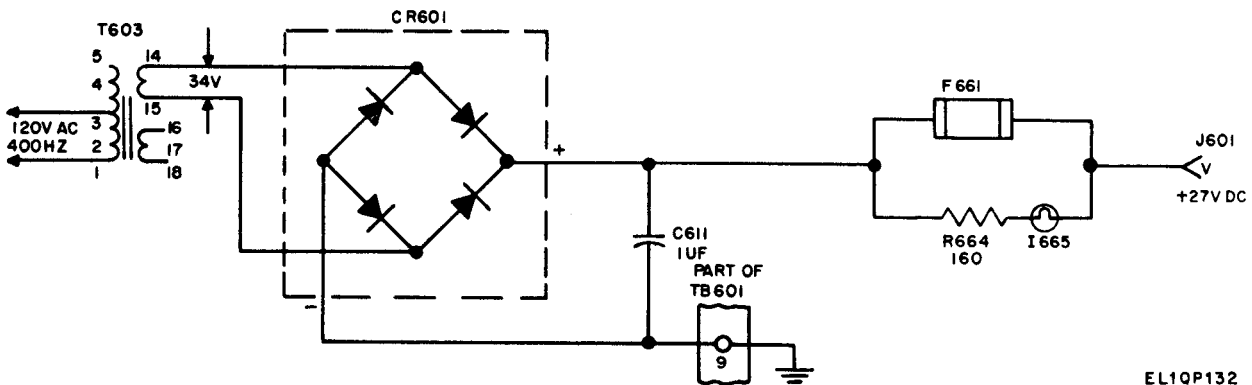 CR601
T603
5
14
4
34V
15
3
120V AC
16
400HZ
2
17
1
18
+
-
C611
1UF
PART OF
TB601
9
F661
R664
160
I665
J601
V
+27V DC
EL1QP132